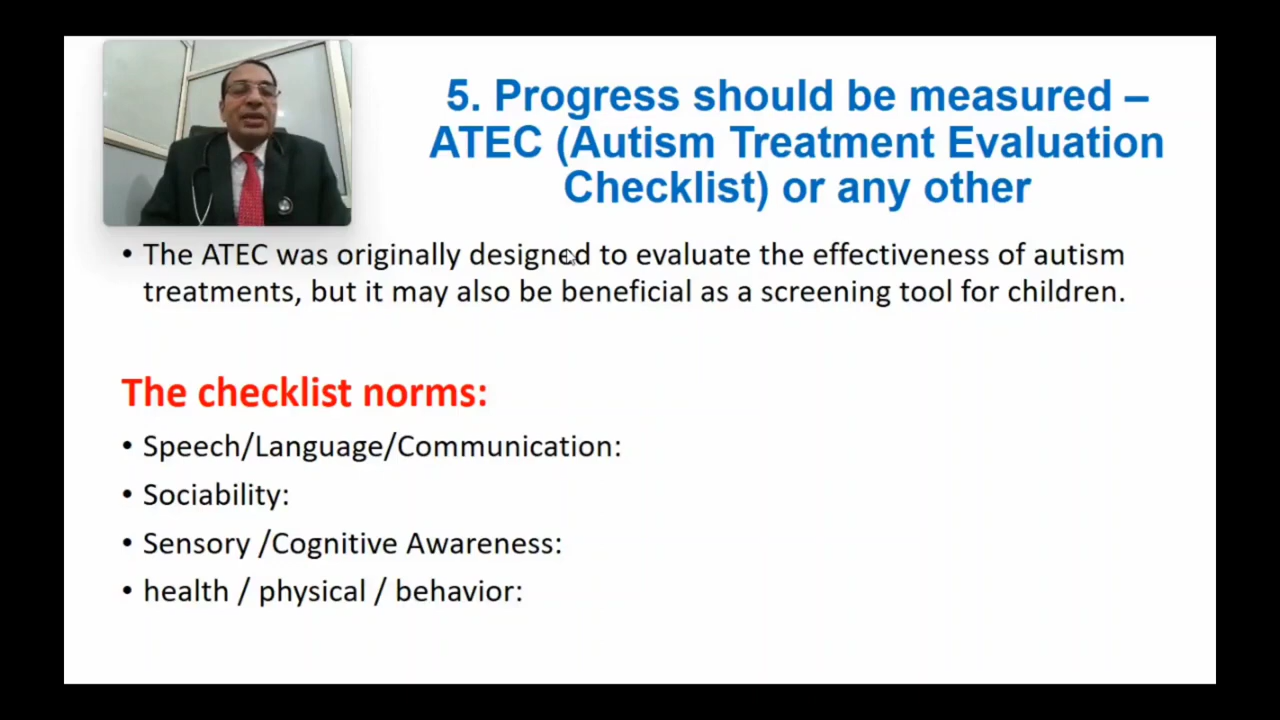 5. Progress should be measured –
ATEC (Autism Treatment Evaluation
Checklist) or any other
• The ATEC was originally designed to evaluate the effectiveness of autism
treatments, but it may also be beneficial as a screening tool for children.
The checklist norms:
• Speech/Language/Communication:
• Sociability:
• Sensory /Cognitive Awareness:
• health / physical / behavior: